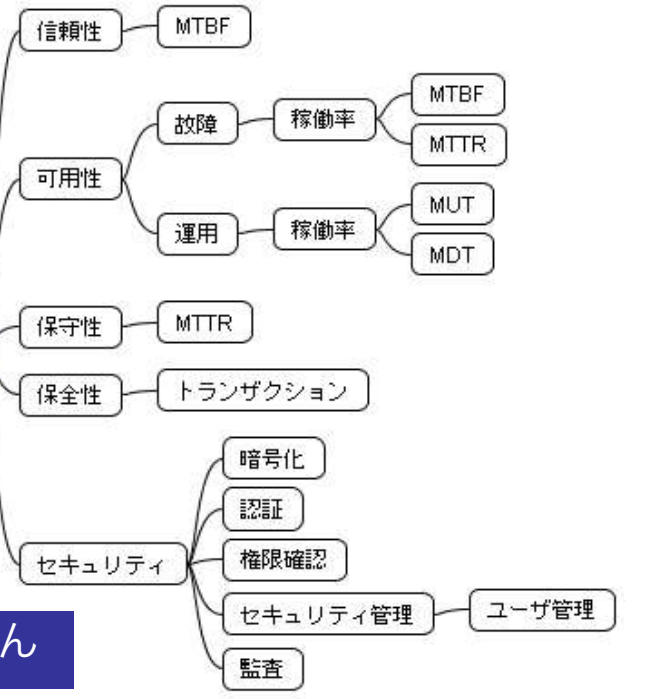 信頼性
MTBF
可用性
故障
稼働率
MTBF
MTTR
運用
稼働率
MUT
MDT
保守性
MTTR
保全性
トランザクション
セキュリティ
暗号化
認証
権限確認
セキュリティ管理
ユーザ管理
監査
ん